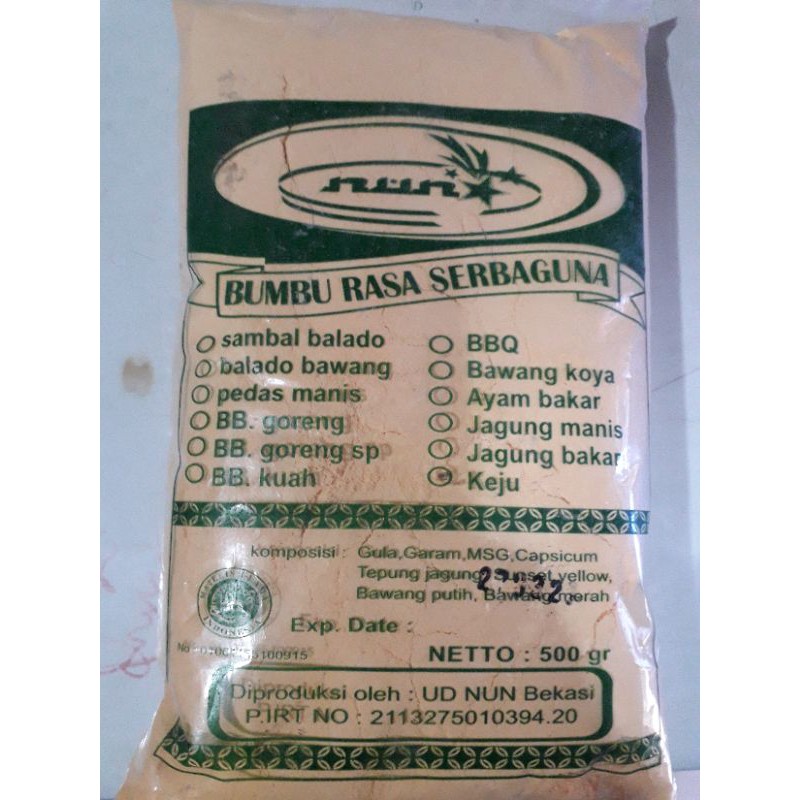 nun
BUMBU RASA SERBAGUNA
sambal balado
balado bawang
pedas manis
BB. goreng
BB. goreng sp
BB. kuah
BBQ
Bawang koya
Ayam bakar
Jagung manis
Jagung bakar
Keju
komposisi : Gula,Garam,MSG,Capsicum
Tepung jagung, Sunset yellow,
Bawang putih, Bawang merah
INDONESIA
Exp. Date :
NETTO : 500 gr
Diproduksi oleh : UD NUN Bekasi
P.IRT NO : 2113275010394.20